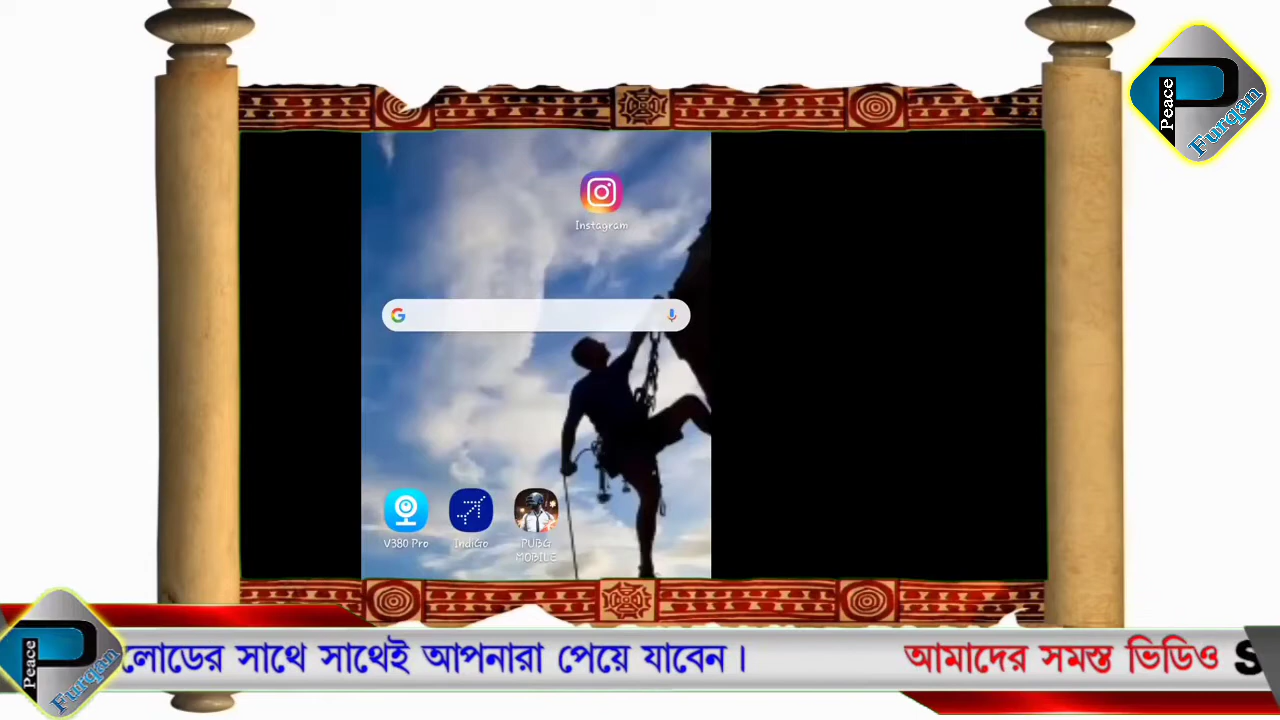 Peace
Furqan
Instagram
G
V380 Pro
IndiGo
PUBG
MOBILE
Peace
Furqan
লোডের সাথে সাথেই আপনারা পেয়ে যাবেন। আমাদের সমস্ত ভিডিও S